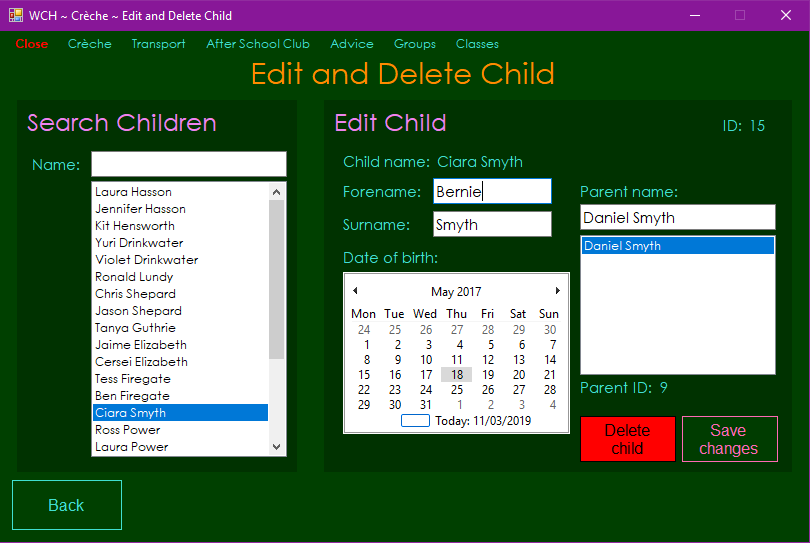 WCH ~ Crèche ~ Edit and Delete Child
Close Crèche Transport After School Club Advice Groups Classes
Edit and Delete Child
Search Children
Name:
Laura Hasson
Jennifer Hasson
Kit Hensworth
Yuri Drinkwater
Violet Drinkwater
Ronald Lundy
Chris Shepard
Jason Shepard
Tanya Guthrie
Jaime Elizabeth
Cersei Elizabeth
Tess Firegate
Ben Firegate
Ciara Smyth
Ross Power
Laura Power
Edit Child
ID: 15
Child name: Ciara Smyth
Forename: Bernie
Surname: Smyth
Date of birth:
May 2017
Mon Tue Wed Thu Fri Sat Sun
24 25 26 27 28 29 30
1 2 3 4 5 6 7
8 9 10 11 12 13 14
15 16 17 18 19 20 21
22 23 24 25 26 27 28
29 30 31 1 2 3 4
Today: 11/03/2019
Parent name:
Daniel Smyth
Daniel Smyth
Parent ID: 9
Delete
child
Save
changes
Back